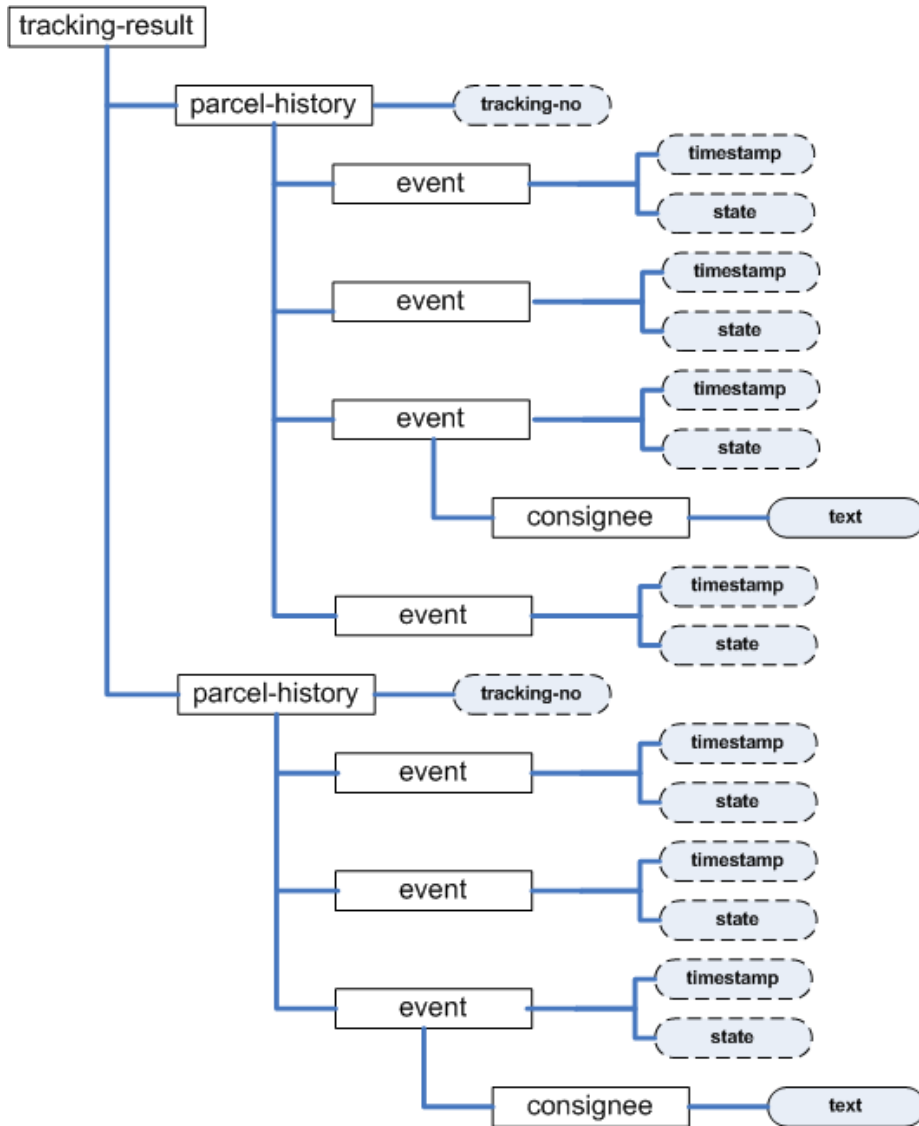 tracking-result
parcel-history
tracking-no
event
timestamp
state
event
timestamp
state
event
timestamp
state
consignee
text
event
timestamp
state
parcel-history
tracking-no
event
timestamp
state
event
timestamp
state
event
timestamp
state
consignee
text